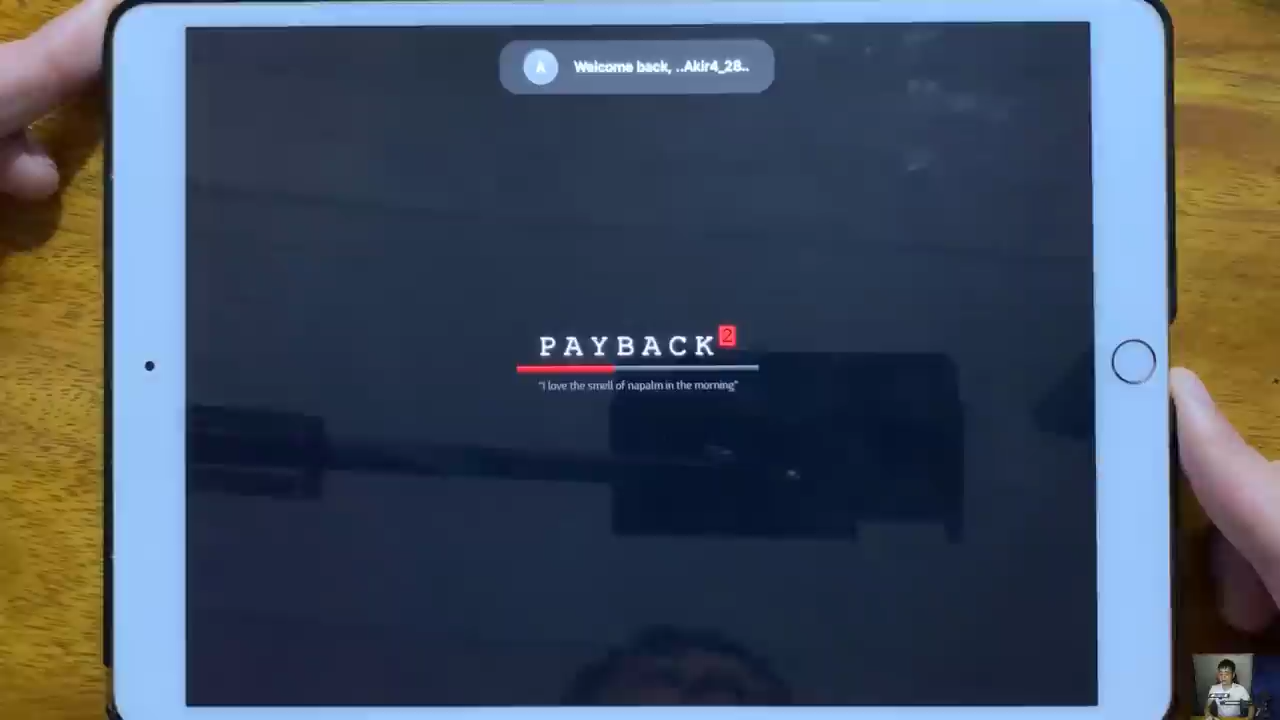 A
Welcome back, ..Akir4_28..
PAYBACK 2
"I love the smell of napalm in the morning"